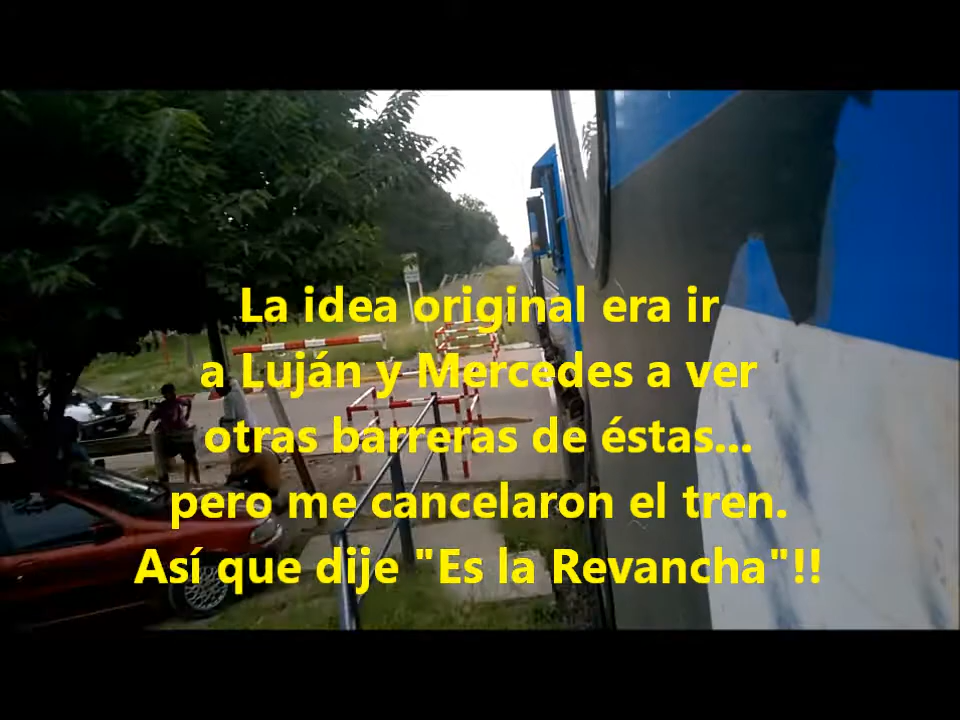 La idea original era ir
a Luján y Mercedes a ver
otras barreras de éstas...
pero me cancelaron el tren.
Así que dije "Es la Revancha"!!